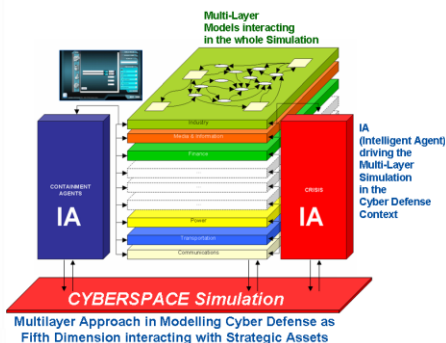 Multi-Layer
Models interacting
in the whole Simulation
Industry
Media & Information
Finance
...
...
...
Power
Transportation
Communications
CONTAINMENT
AGENTS
IA
CRISIS
IA
IA
(Intelligent Agent)
driving the
Multi-Layer
Simulation
in the
Cyber Defense
Context
CYBERSPACE Simulation
Multilayer Approach in Modelling Cyber Defense as
Fifth Dimension interacting with Strategic Assets